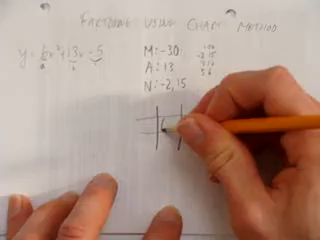 FACTORING USING CHART METHOD
y = 6x² + 13x - 5
M: -30
A: 13
N: -2, 15